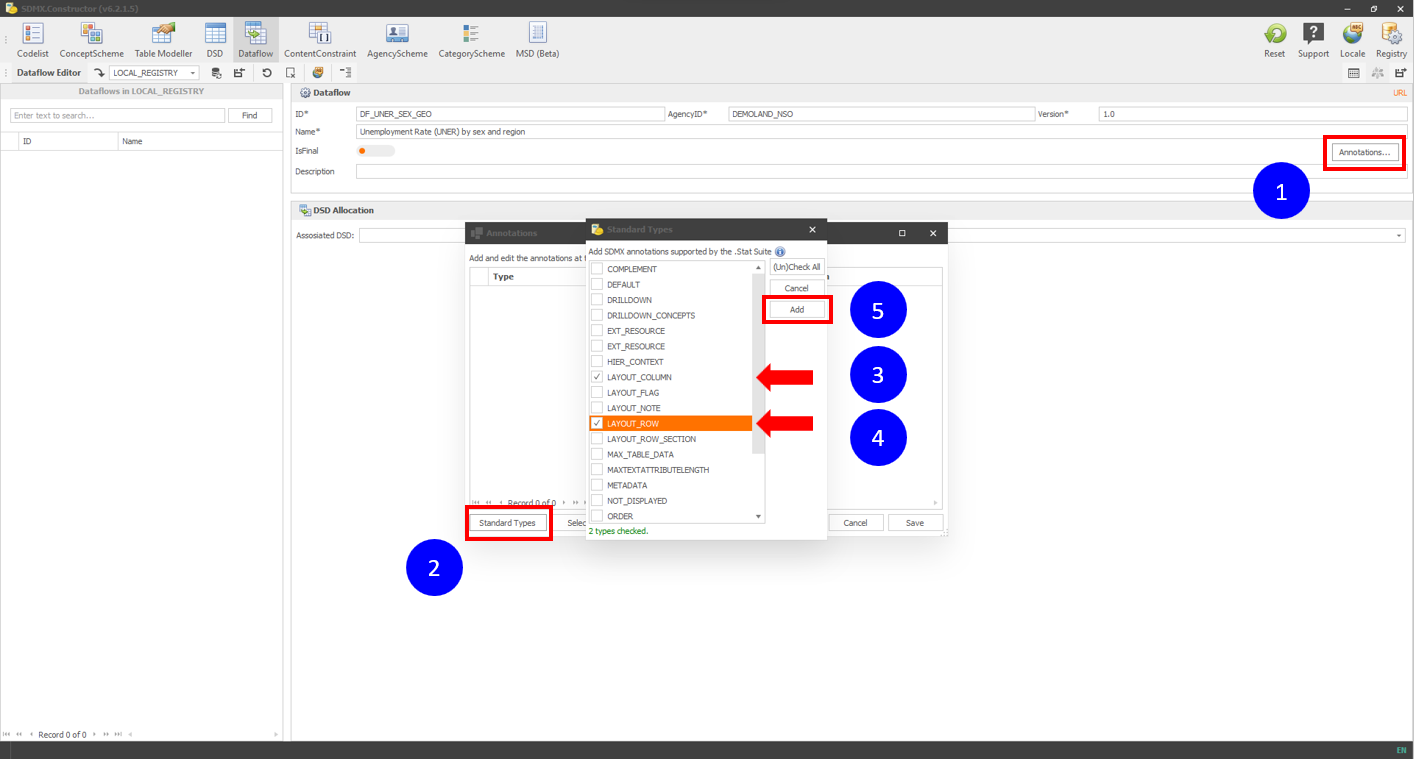 SDMX.Constructor (v6.2.1.5)
Codelist ConceptScheme Table Modeller DSD Dataflow ContentConstraint AgencyScheme CategoryScheme MSD (Beta) Reset Support Locale Registry
Dataflow Editor LOCAL_REGISTRY
Dataflows in LOCAL_REGISTRY
Enter text to search... Find
ID Name
Record 0 of 0
Dataflow URL
ID* DF_UNER_SEX_GEO AgencyID* DEMOLAND_NSO Version* 1.0
Name* Unemployment Rate (UNER) by sex and region
IsFinal Annotations...
1
Description
DSD Allocation
Assosiated DSD:
Annotations
Add and edit the annotations at t
Type
Record 0 of 0
Standard Types Selec Cancel Save
2
Standard Types
Add SDMX annotations supported by the .Stat Suite
(Un)Check All
Cancel
Add
5
3
4
COMPLEMENT
DEFAULT
DRILLDOWN
DRILLDOWN_CONCEPTS
EXT_RESOURCE
EXT_RESOURCE
HIER_CONTEXT
LAYOUT_COLUMN
LAYOUT_FLAG
LAYOUT_NOTE
LAYOUT_ROW
LAYOUT_ROW_SECTION
MAX_TABLE_DATA
MAXTEXTATTRIBUTELENGTH
METADATA
NOT_DISPLAYED
ORDER
2 types checked.
EN